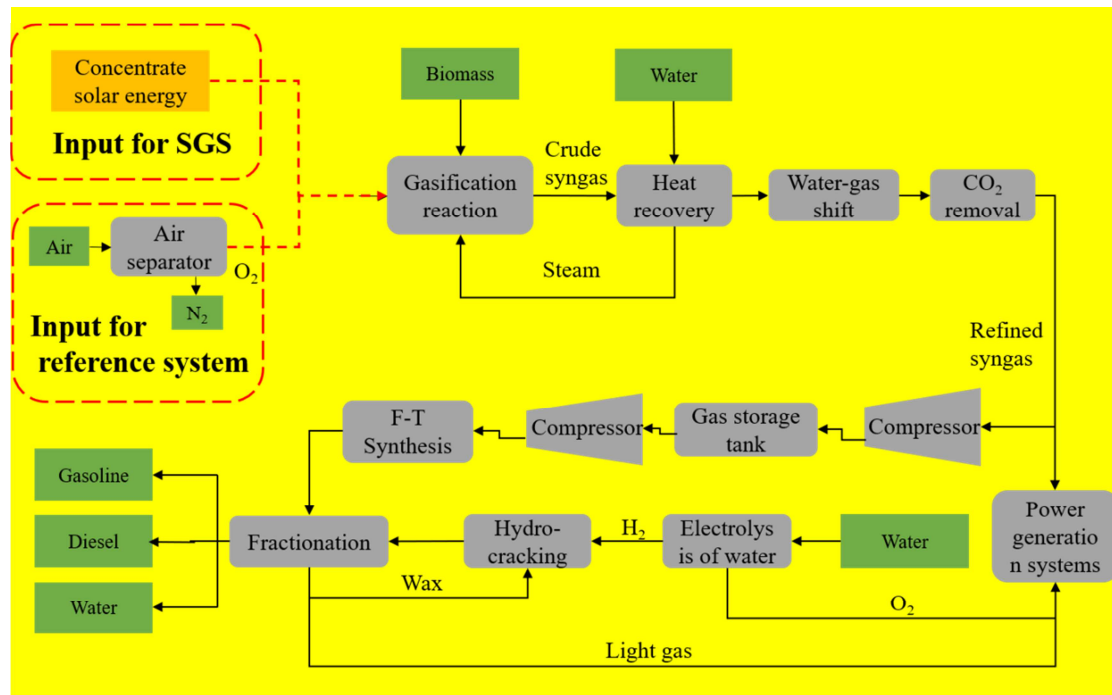 Concentrate
solar energy
Input for SGS
Air
Air
separator
O₂
N₂
Input for
reference system
Biomass
Water
Gasification
reaction
Crude
syngas
Heat
recovery
Water-gas
shift
CO₂
removal
Steam
Refined
syngas
F-T
Synthesis
Compressor
Gas storage
tank
Compressor
Gasoline
Diesel
Water
Fractionation
Hydro-
cracking
H₂
Electrolys
is of water
Water
Power
generatio
n systems
Wax
O₂
Light gas